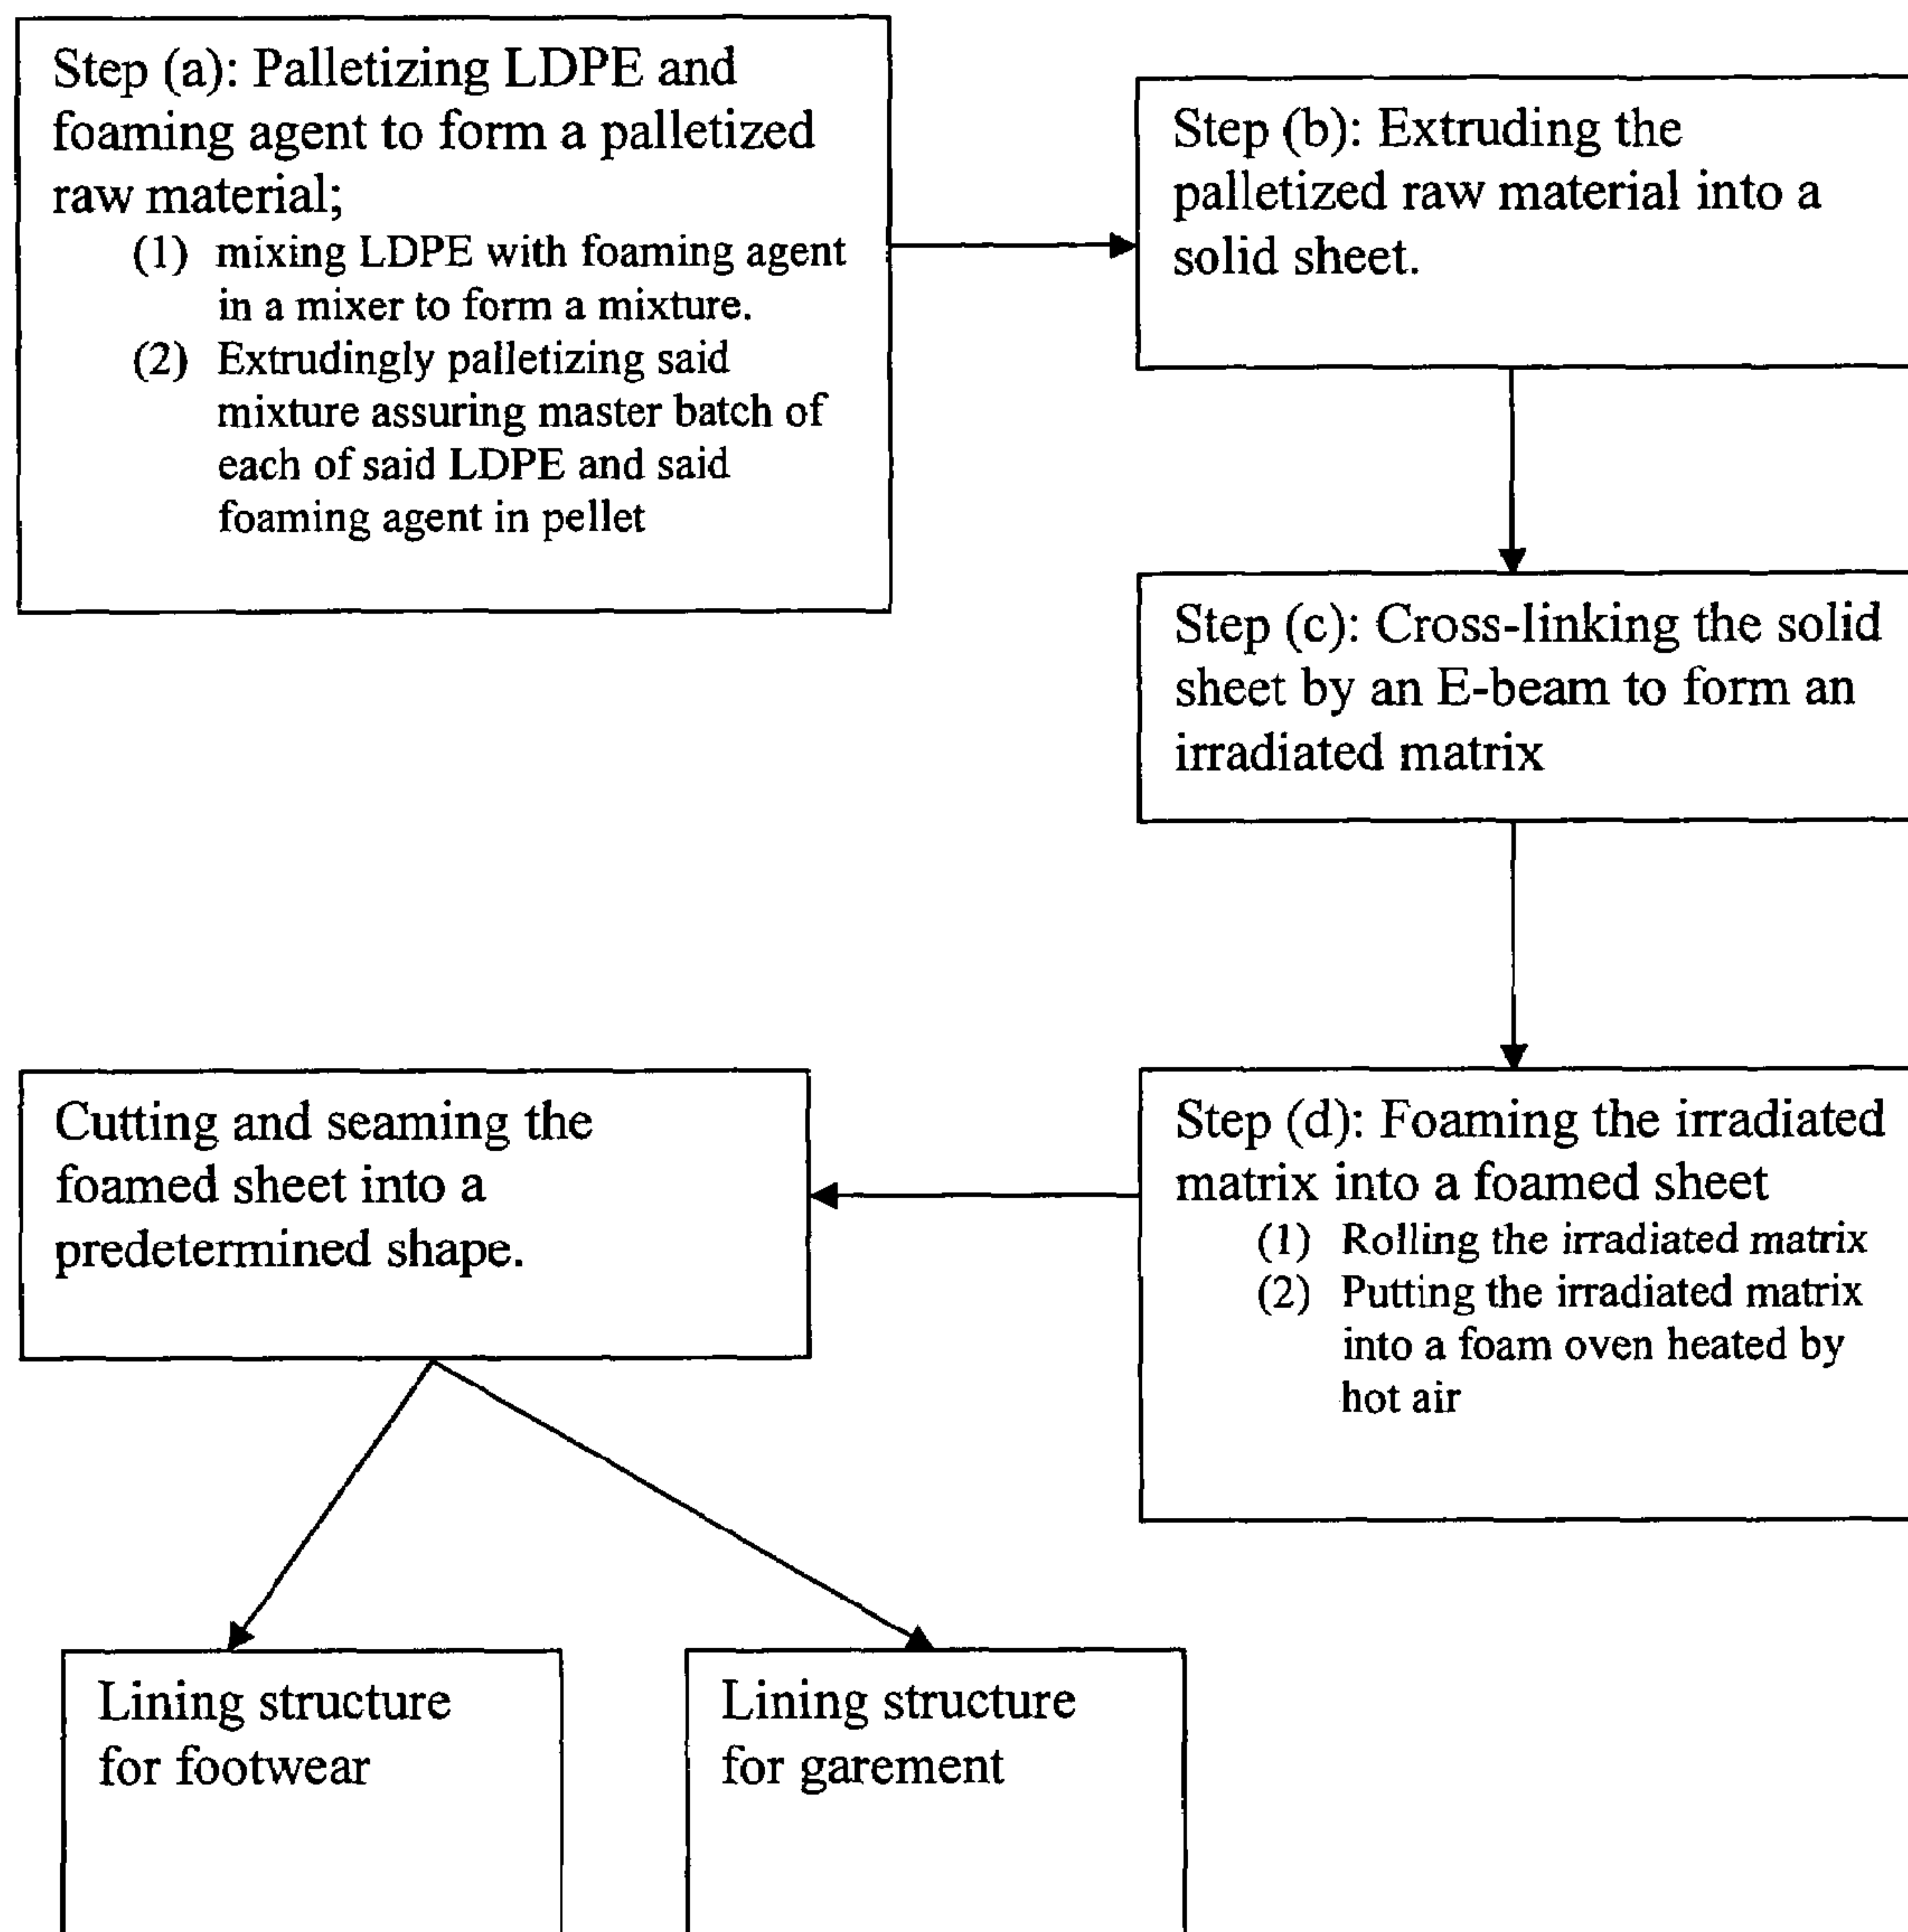 Step (a): Palletizing LDPE and
foaming agent to form a palletized
raw material;
(1) mixing LDPE with foaming agent
in a mixer to form a mixture.
(2) Extrudingly palletizing said
mixture assuring master batch of
each of said LDPE and said
foaming agent in pellet
Step (b): Extruding the
palletized raw material into a
solid sheet.
Step (c): Cross-linking the solid
sheet by an E-beam to form an
irradiated matrix
Step (d): Foaming the irradiated
matrix into a foamed sheet
(1) Rolling the irradiated matrix
(2) Putting the irradiated matrix
into a foam oven heated by
hot air
Cutting and seaming the
foamed sheet into a
predetermined shape.
Lining structure
for footwear
Lining structure
for garement